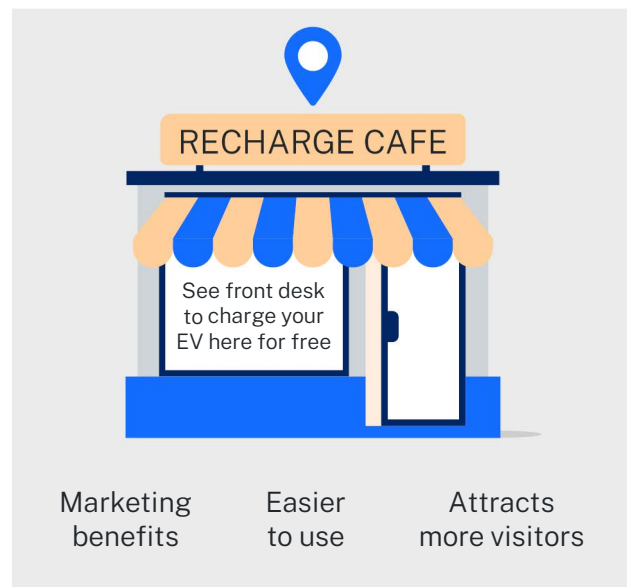 RECHARGE CAFE
See front desk
to charge your
EV here for free
Marketing
benefits
Easier
to use
Attracts
more visitors